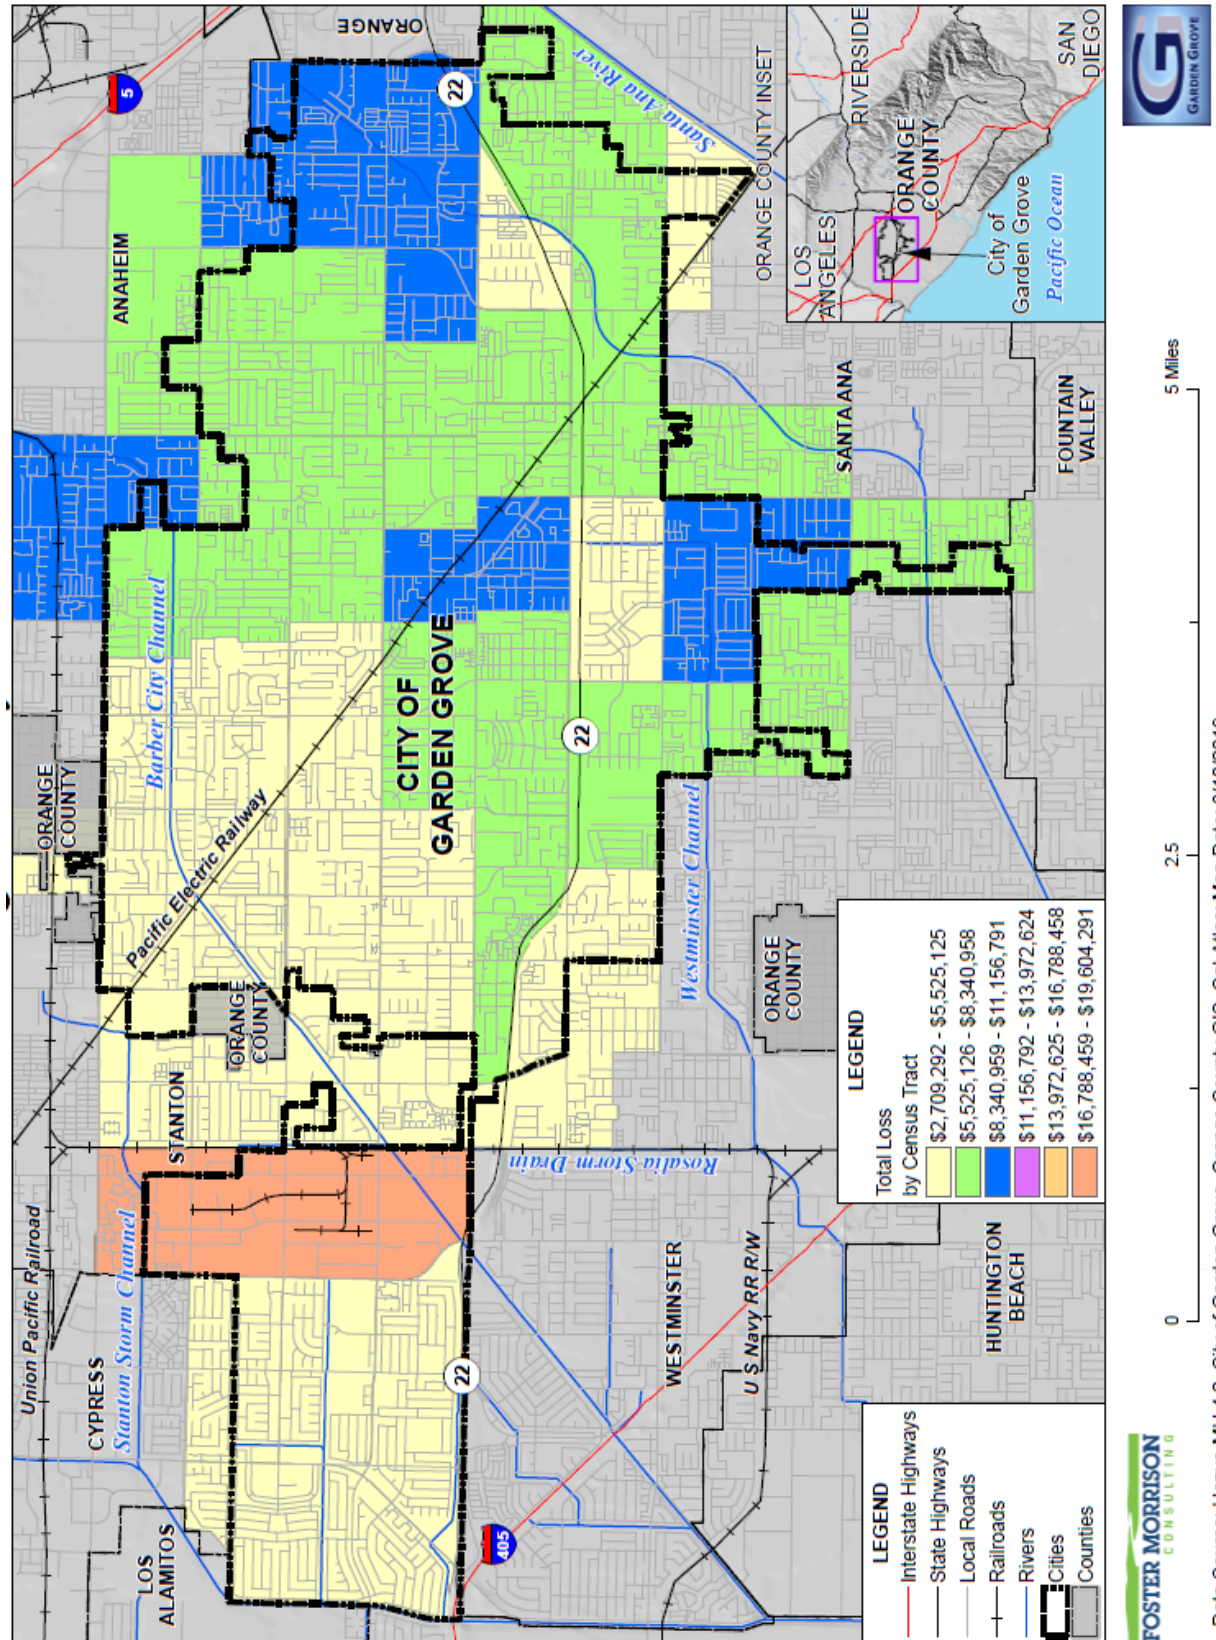 ORANGE
5
22
Santa Ana River
ANAHEIM
ORANGE COUNTY INSET
RIVERSIDE
ORANGE
COUNTY
SAN
DIEGO
LOS
ANGELES
City of
Garden Grove
Pacific Ocean
GARDEN GROVE
SANTA ANA
FOUNTAIN
VALLEY
5 Miles
Barber City Channel
CITY OF
GARDEN GROVE
22
ORANGE
COUNTY
Pacific Electric Railway
Westminster Channel
2.5
ORANGE
COUNTY
ORANGE
COUNTY
STANTON
LEGEND
Total Loss
by Census Tract
$2,709,292 - $5,525,125
$5,525,126 - $8,340,958
$8,340,959 - $11,156,791
$11,156,792 - $13,972,624
$13,972,625 - $16,788,458
$16,788,459 - $19,604,291
Rosalia Storm Drain
Union Pacific Railroad
Stanton Storm Channel
CYPRESS
WESTMINSTER
U S Navy RR R/W
HUNTINGTON
BEACH
0
22
LOS
ALAMITOS
405
LEGEND
Interstate Highways
State Highways
Local Roads
Railroads
Rivers
Cities
Counties
FOSTER MORRISON
CONSULTING